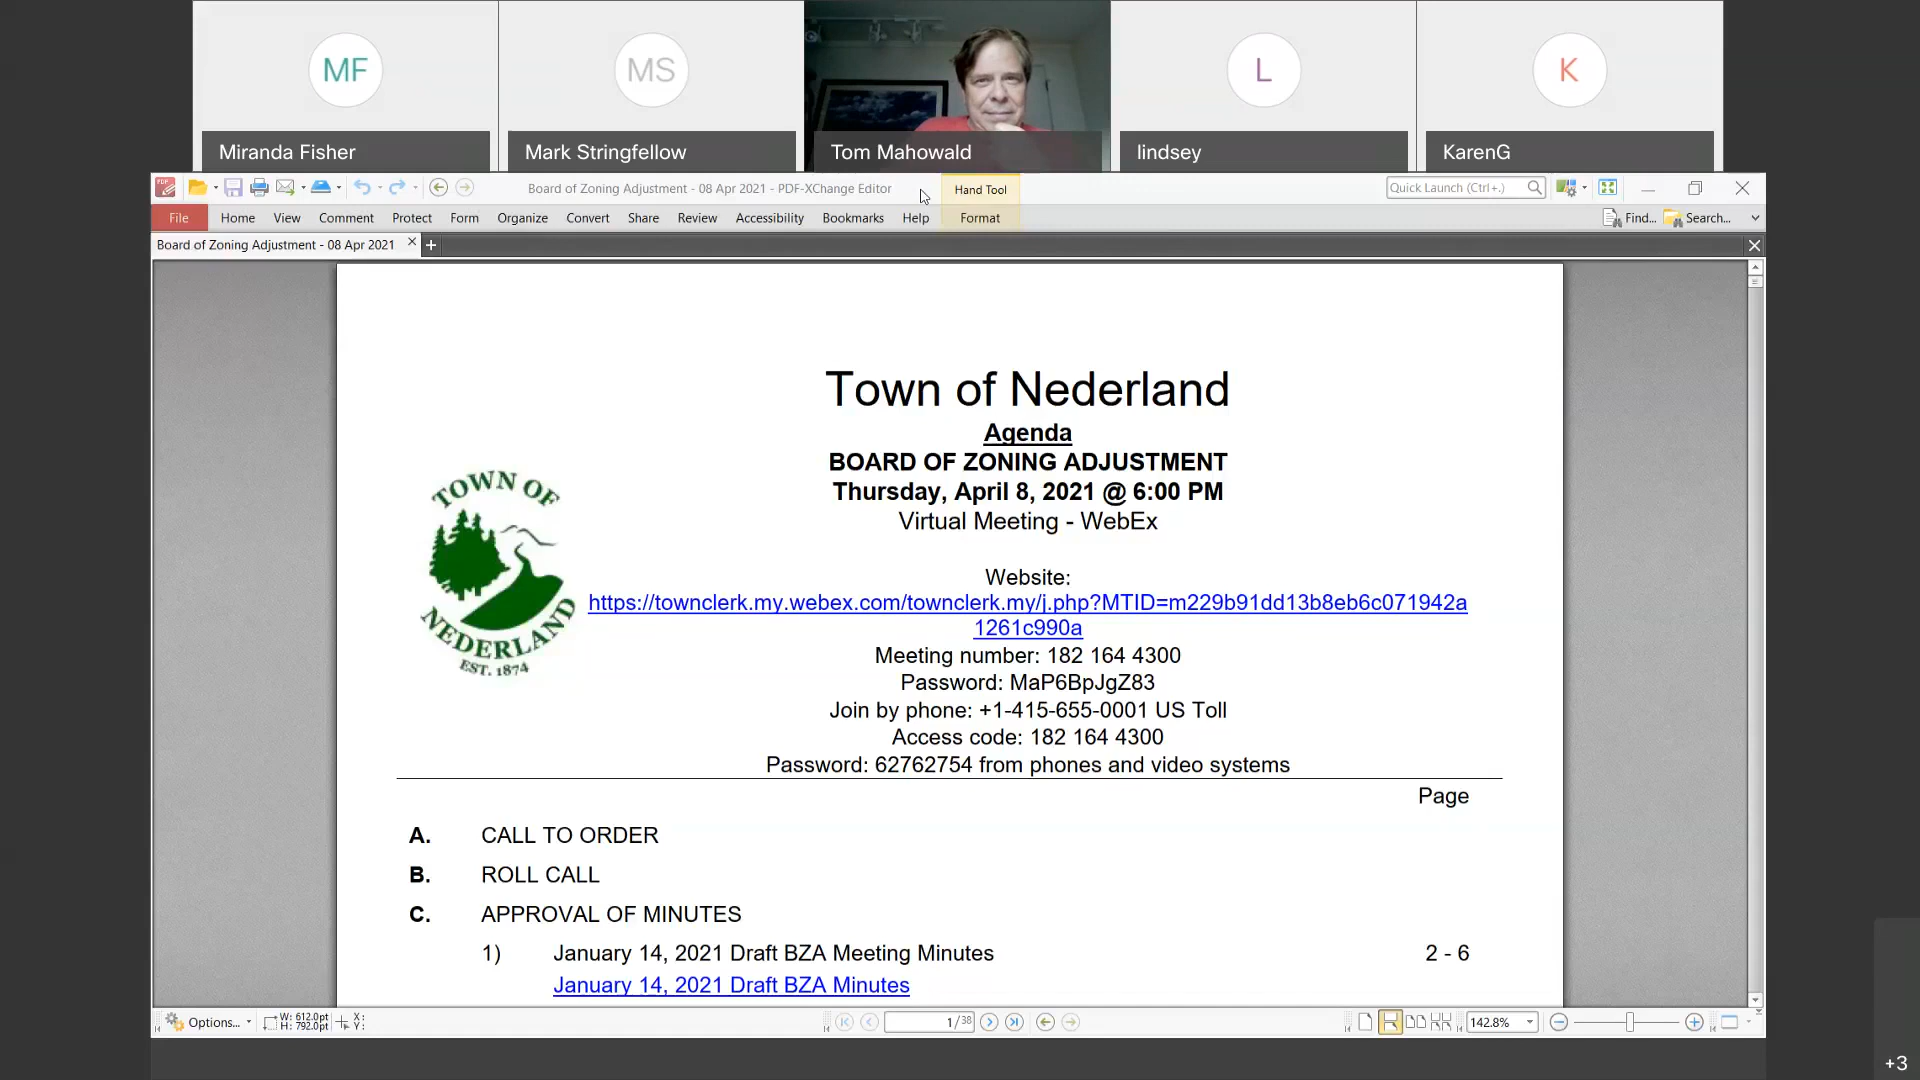 MF
MS
L
K
Miranda Fisher
Mark Stringfellow
Tom Mahowald
lindsey
KarenG
Board of Zoning Adjustment - 08 Apr 2021 - PDF-XChange Editor
Hand Tool
Quick Launch (Ctrl+.)
File Home View Comment Protect Form Organize Convert Share Review Accessibility Bookmarks Help Format
Find... Search...
Board of Zoning Adjustment - 08 Apr 2021
Town of Nederland
Agenda
BOARD OF ZONING ADJUSTMENT
Thursday, April 8, 2021 @ 6:00 PM
Virtual Meeting - WebEx
TOWN OF
NEDERLAND
EST. 1874
Website:
https://townclerk.my.webex.com/townclerk.my/j.php?MTID=m229b91dd13b8eb6c071942a
1261c990a
Meeting number: 182 164 4300
Password: MaP6BpJgZ83
Join by phone: +1-415-655-0001 US Toll
Access code: 182 164 4300
Password: 62762754 from phones and video systems
Page
A. CALL TO ORDER
B. ROLL CALL
C. APPROVAL OF MINUTES
1) January 14, 2021 Draft BZA Meeting Minutes 2 - 6
January 14, 2021 Draft BZA Minutes
Options...
W: 612.0pt
H: 792.0pt
X:
Y:
1/38
142.8%
+3